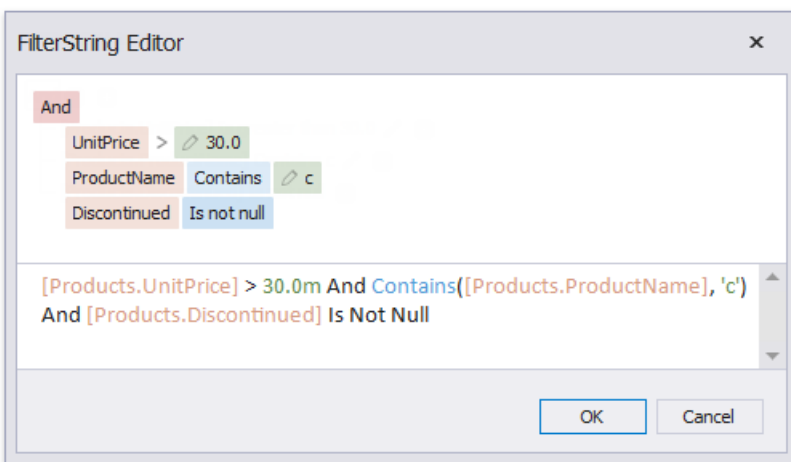 FilterString Editor
And
UnitPrice > 30.0
ProductName Contains c
Discontinued Is not null
[Products.UnitPrice] > 30.0m And Contains([Products.ProductName], 'c')
And [Products.Discontinued] Is Not Null
OK Cancel